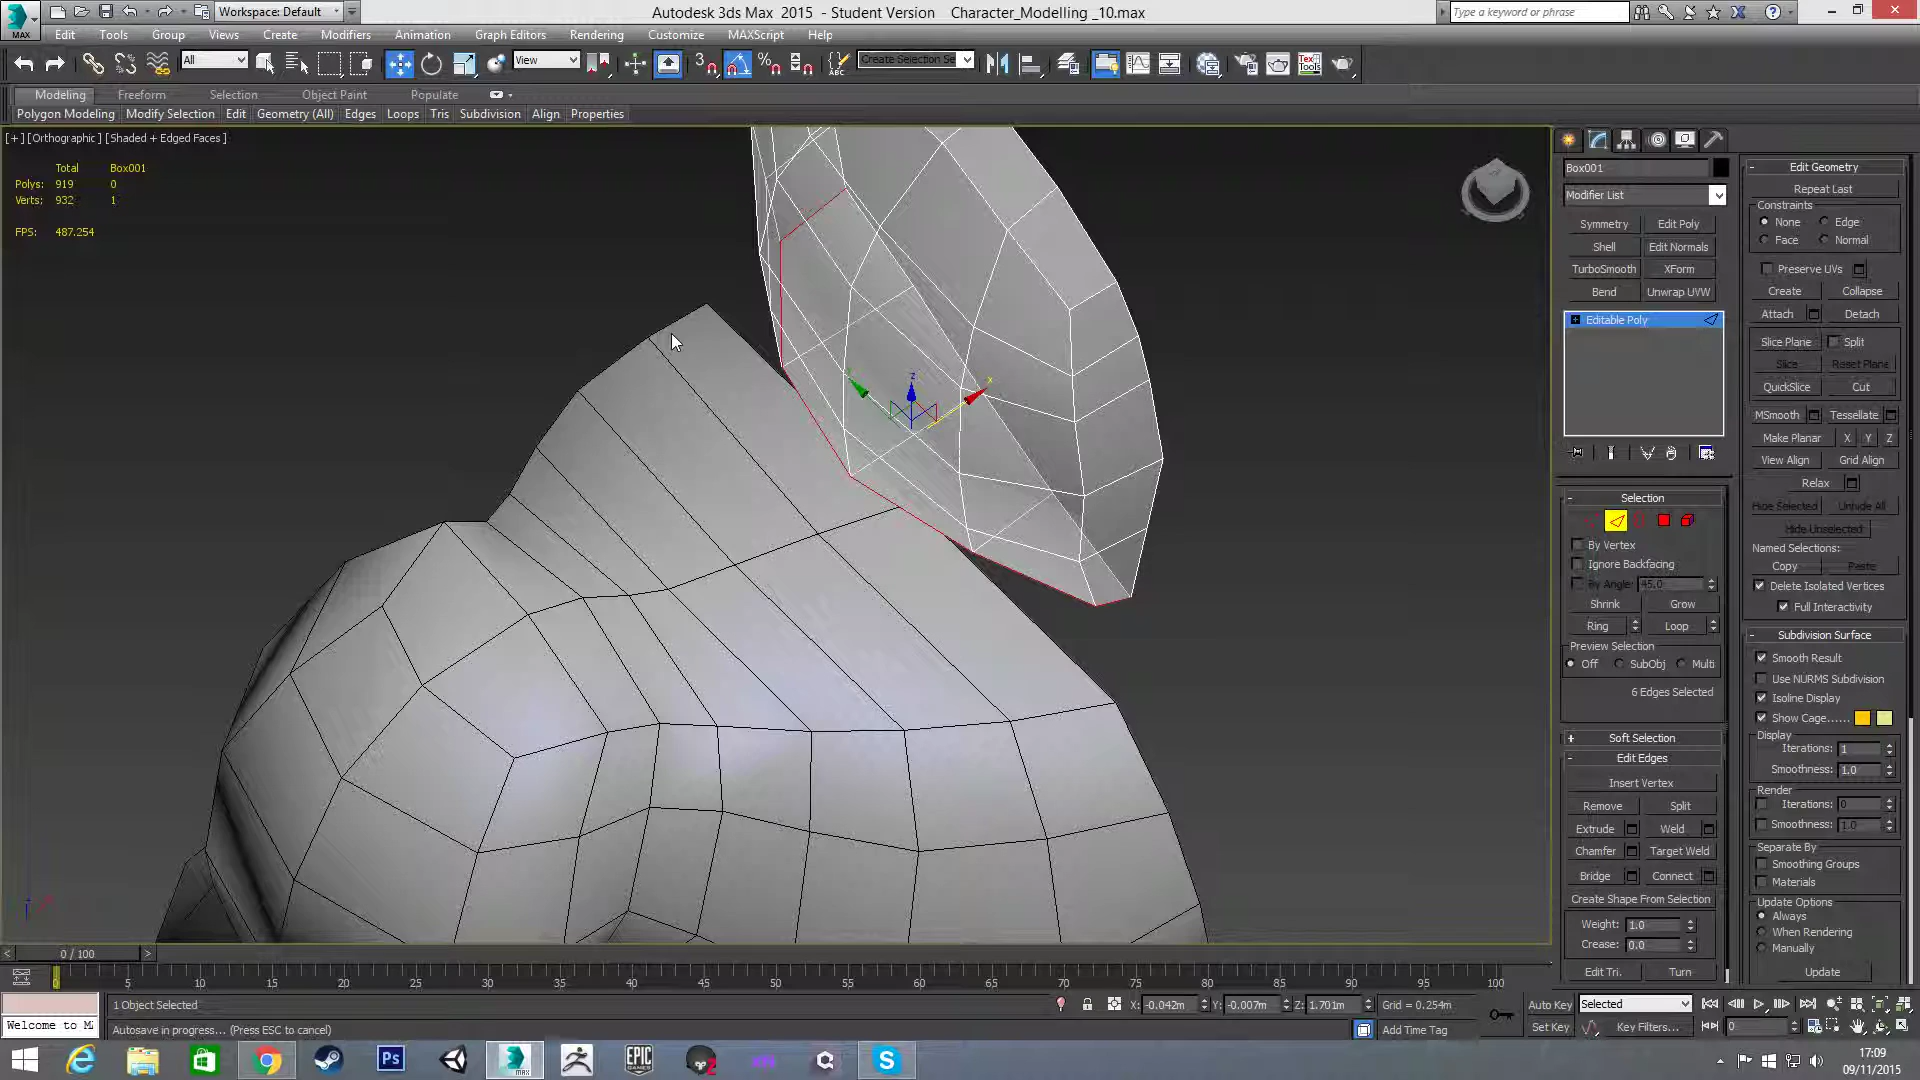 Workspace: Default
Autodesk 3ds Max 2015 - Student Version Character_Modelling _10.max
Type a keyword or phrase
MAX
Edit Tools Group Views Create Modifiers Animation Graph Editors Rendering Customize MAXScript Help
All
View
Create Selection Se
Modeling Freeform Selection Object Paint Populate
Polygon Modeling Modify Selection Edit Geometry (All) Edges Loops Tris Subdivision Align Properties
[+] [Orthographic] [Shaded + Edged Faces]
Total Box001
Polys: 919 0
Verts: 932 1
FPS: 487.254
Box001
Modifier List
Symmetry Edit Poly
Shell Edit Normals
TurboSmooth XForm
Bend Unwrap UVW
Editable Poly
Selection
By Vertex
Ignore Backfacing
By Angle: 45.0
Shrink Grow
Ring Loop
Preview Selection
Off SubObj Multi
6 Edges Selected
Soft Selection
Edit Edges
Insert Vertex
Remove Split
Extrude Weld
Chamfer Target Weld
Bridge Connect
Create Shape From Selection
Weight: 1.0
Crease: 0.0
Edit Tri. Turn
Edit Geometry
Repeat Last
Constraints
None Edge
Face Normal
Preserve UVs
Create Collapse
Attach Detach
Slice Plane Split
Slice Reset Plane
QuickSlice Cut
MSmooth Tessellate
Make Planar X Y Z
View Align Grid Align
Relax
Hide Selected Unhide All
Hide Unselected
Named Selections:
Copy Paste
Delete Isolated Vertices
Full Interactivity
Subdivision Surface
Smooth Result
Use NURMS Subdivision
Isoline Display
Show Cage......
Display
Iterations: 1
Smoothness: 1.0
Render
Iterations: 0
Smoothness: 1.0
Separate By
Smoothing Groups
Materials
Update Options
Always
When Rendering
Manually
Update
0 / 100
0 5 10 15 20 25 30 35 40 45 50 55 60 65 70 75 80 85 90 95 100
1 Object Selected
X: -0.042m Y: -0.007m Z: 1.701m Grid = 0.254m
Auto Key Selected
Welcome to M
Autosave in progress... (Press ESC to cancel)
Add Time Tag
Set Key Key Filters...
0
17:09
09/11/2015